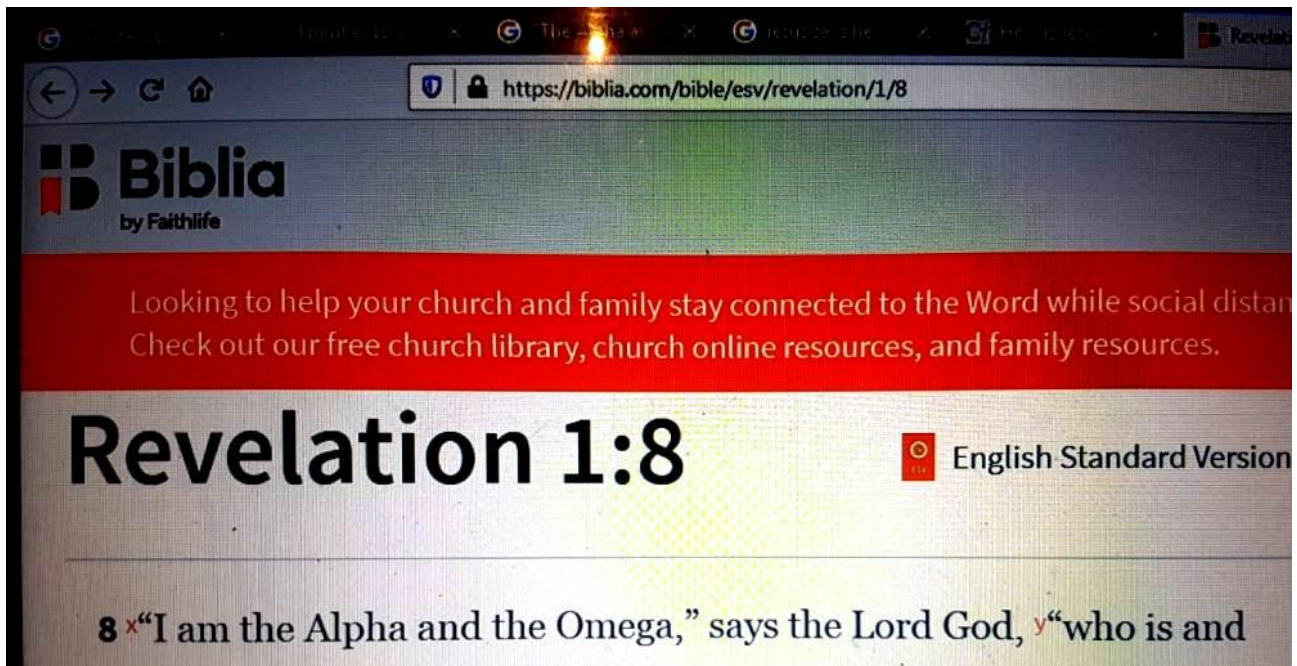 The Alpha a
Revelati
https://biblia.com/bible/esv/revelation/1/8
Biblia
by Faithlife
Looking to help your church and family stay connected to the Word while social distan
Check out our free church library, church online resources, and family resources.
Revelation 1:8
English Standard Version
8 x“I am the Alpha and the Omega,” says the Lord God, y“who is and